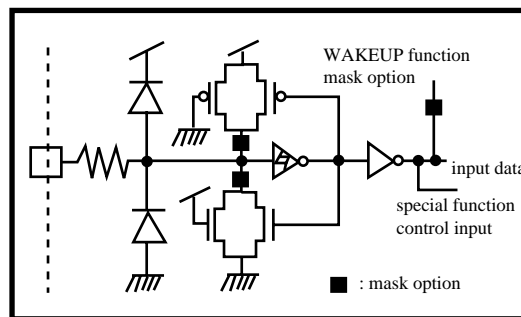 WAKEUP function
mask option
input data
special function
control input
: mask option